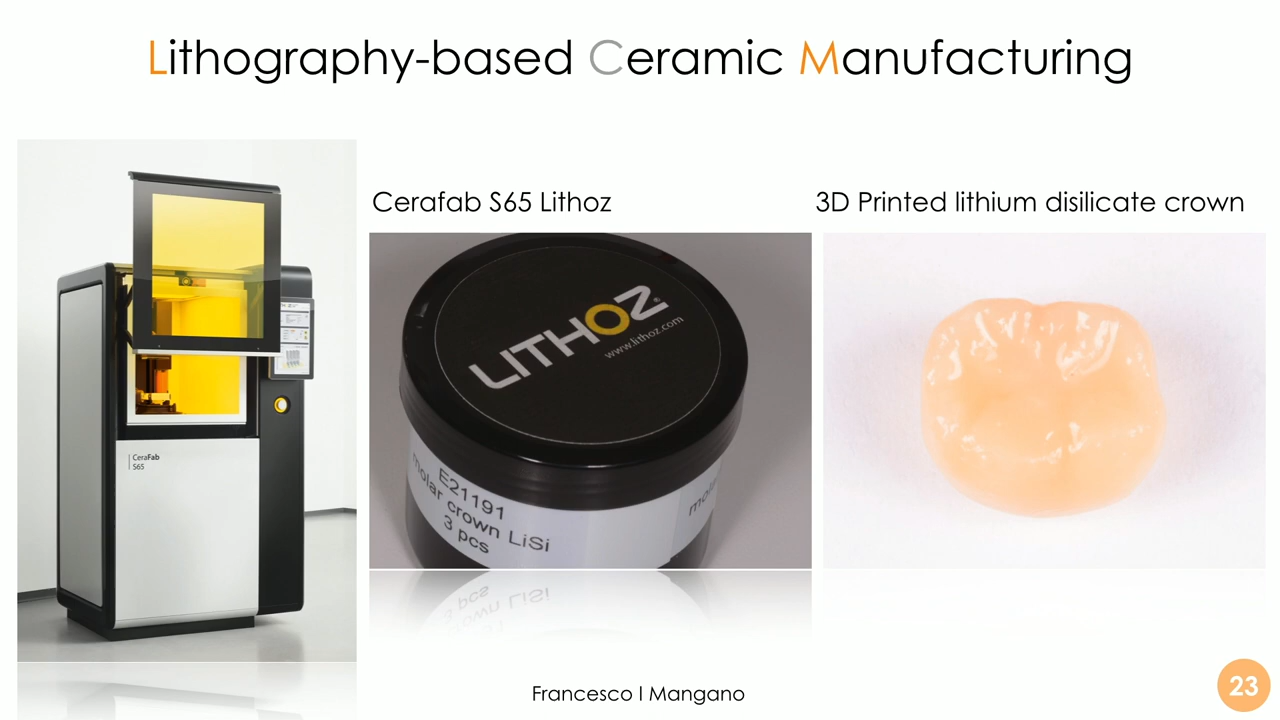 Lithography-based Ceramic Manufacturing
Cerafab S65 Lithoz
3D Printed lithium disilicate crown
CeraFab
S65
LITHOZ
www.lithoz.com
E21191
molar crown LiSi
3 pcs
Francesco I Mangano
23